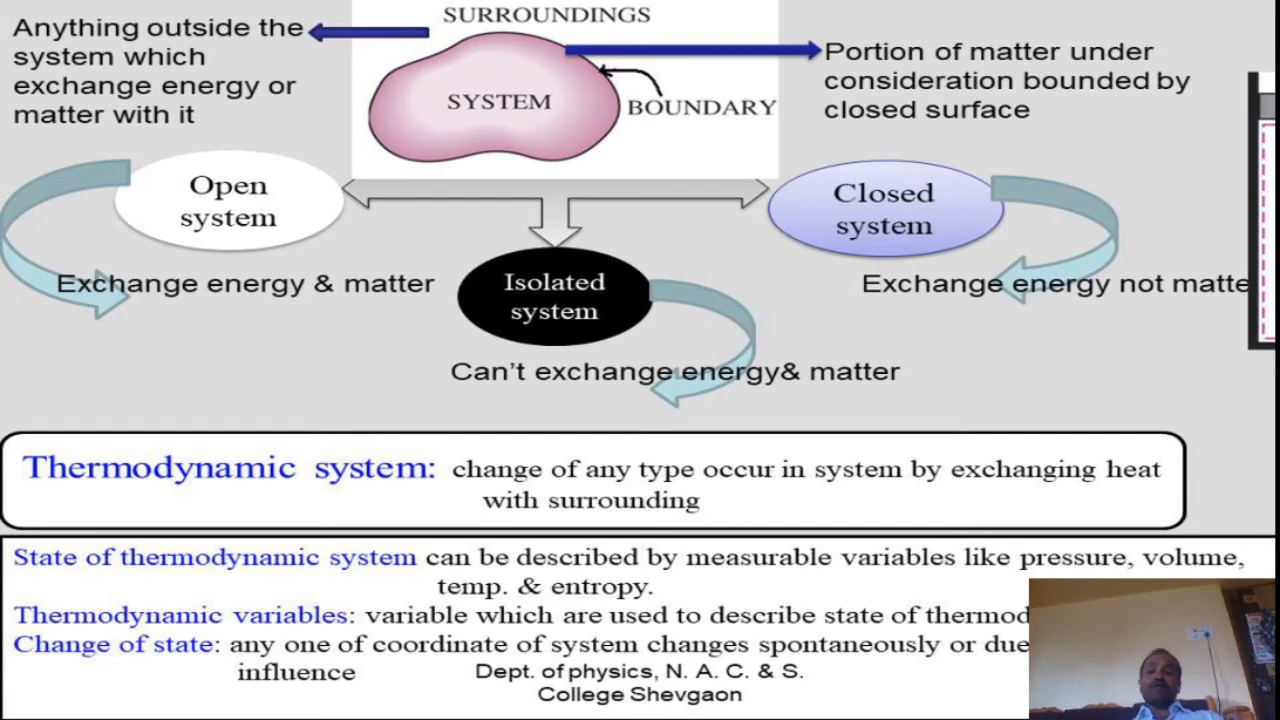 SURROUNDINGS
Anything outside the
system which
exchange energy or
matter with it
SYSTEM
BOUNDARY
Portion of matter under
consideration bounded by
closed surface
Open
system
Closed
system
Exchange energy & matter
Isolated
system
Exchange energy not matte
Can't exchange energy& matter
Thermodynamic system: change of any type occur in system by exchanging heat
with surrounding
State of thermodynamic system can be described by measurable variables like pressure, volume,
temp. & entropy.
Thermodynamic variables: variable which are used to describe state of thermod
Change of state: any one of coordinate of system changes spontaneously or due
influence
Dept. of physics, N. A. C. & S.
College Shevgaon